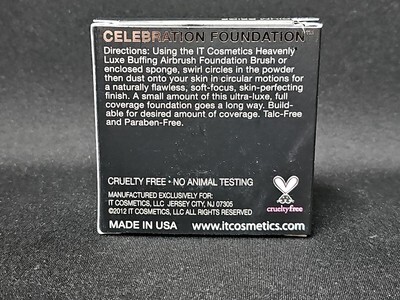 CELEBRATION FOUNDATION™
Directions: Using the IT Cosmetics Heavenly
Luxe Buffing Airbrush Foundation Brush or
enclosed sponge, swirl circles in the powder
then dust onto your skin in circular motions for
a naturally flawless, soft-focus, skin-perfecting
finish. A small amount of this ultra-luxe, full
coverage foundation goes a long way. Build-
able for desired amount of coverage. Talc-Free
and Paraben-Free.
CRUELTY FREE * NO ANIMAL TESTING
MANUFACTURED EXCLUSIVELY FOR:
IT COSMETICS, LLC JERSEY CITY, NJ 07305
©2012 IT COSMETICS, LLC ALL RIGHTS RESERVED
crueltyfree
MADE IN USA www.itcosmetics.com